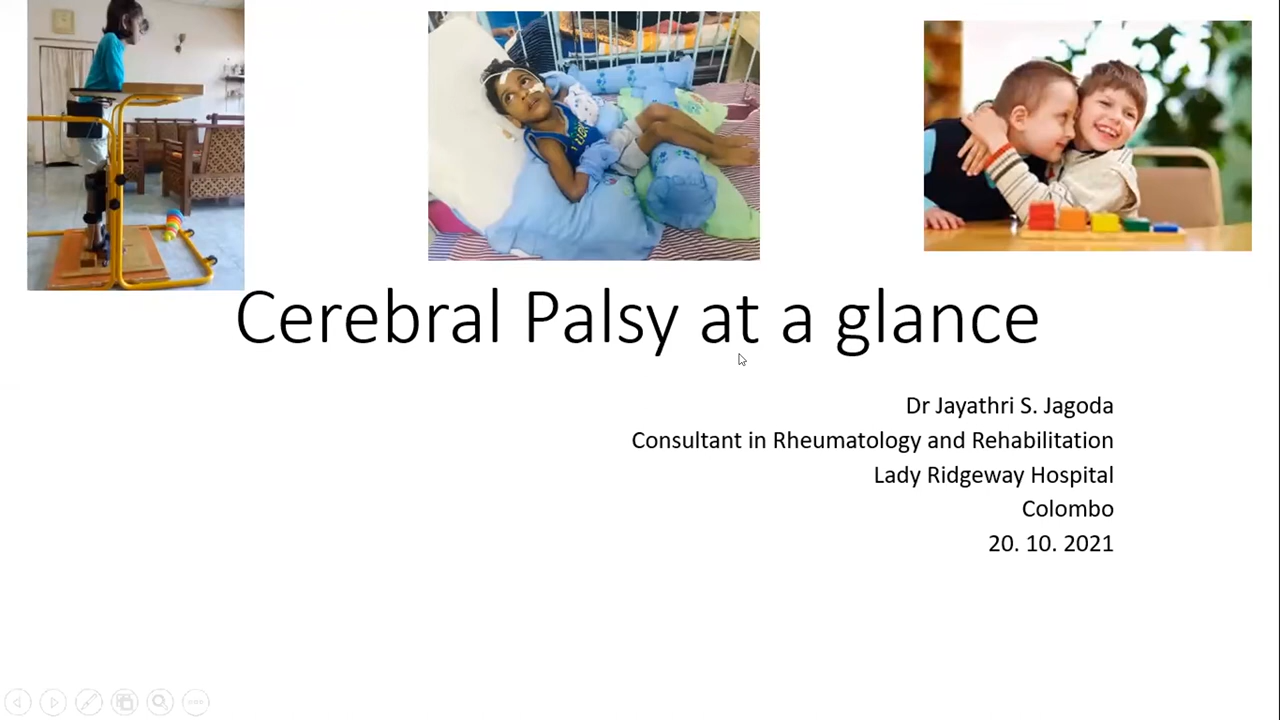 Cerebral Palsy at a glance
Dr Jayathri S. Jagoda
Consultant in Rheumatology and Rehabilitation
Lady Ridgeway Hospital
Colombo
20. 10. 2021